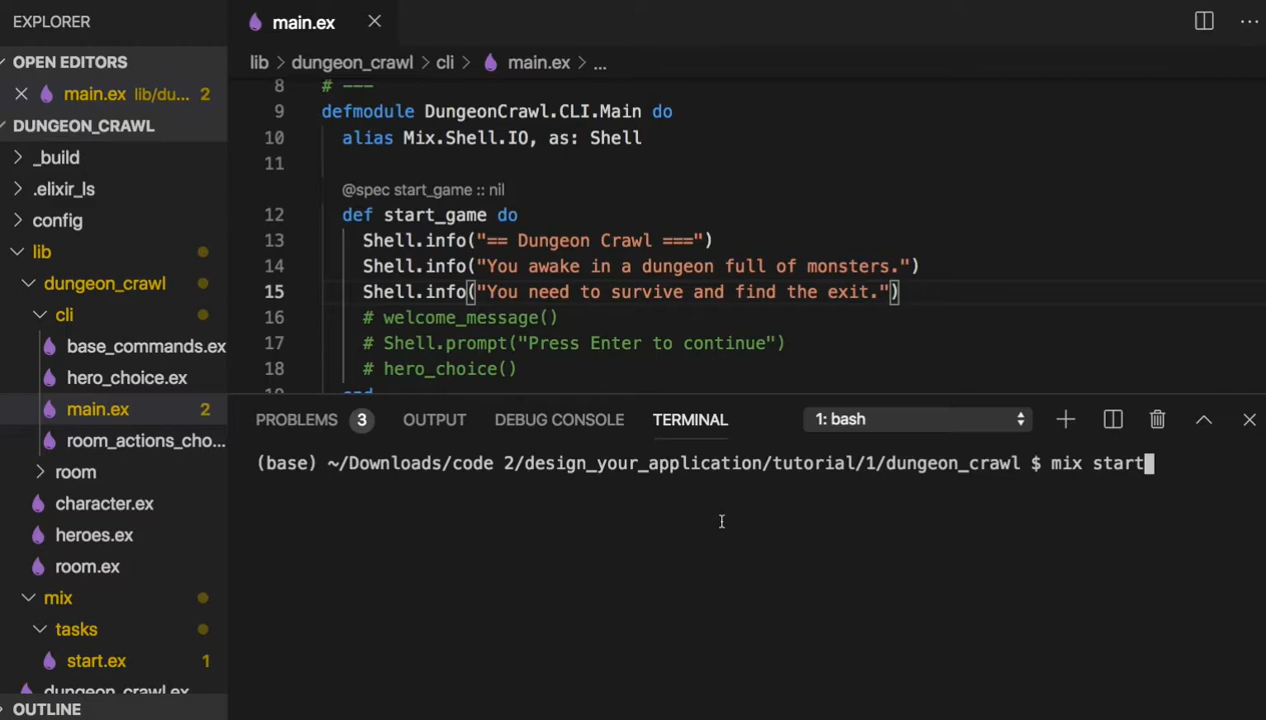 EXPLORER
OPEN EDITORS
main.ex lib/du... 2
DUNGEON_CRAWL
_build
.elixir_ls
config
lib
dungeon_crawl
cli
base_commands.ex
hero_choice.ex
main.ex 2
room_actions_cho...
room
character.ex
heroes.ex
room.ex
mix
tasks
start.ex 1
dungeon_crawl.ex
OUTLINE
main.ex
lib > dungeon_crawl > cli > main.ex > ...
8 # ---
9 defmodule DungeonCrawl.CLI.Main do
10 alias Mix.Shell.IO, as: Shell
11
@spec start_game :: nil
12 def start_game do
13 Shell.info("== Dungeon Crawl ===")
14 Shell.info("You awake in a dungeon full of monsters.")
15 Shell.info("You need to survive and find the exit.")
16 # welcome_message()
17 # Shell.prompt("Press Enter to continue")
18 # hero_choice()
19 end
PROBLEMS 3 OUTPUT DEBUG CONSOLE TERMINAL 1: bash
(base) ~/Downloads/code 2/design_your_application/tutorial/1/dungeon_crawl $ mix start